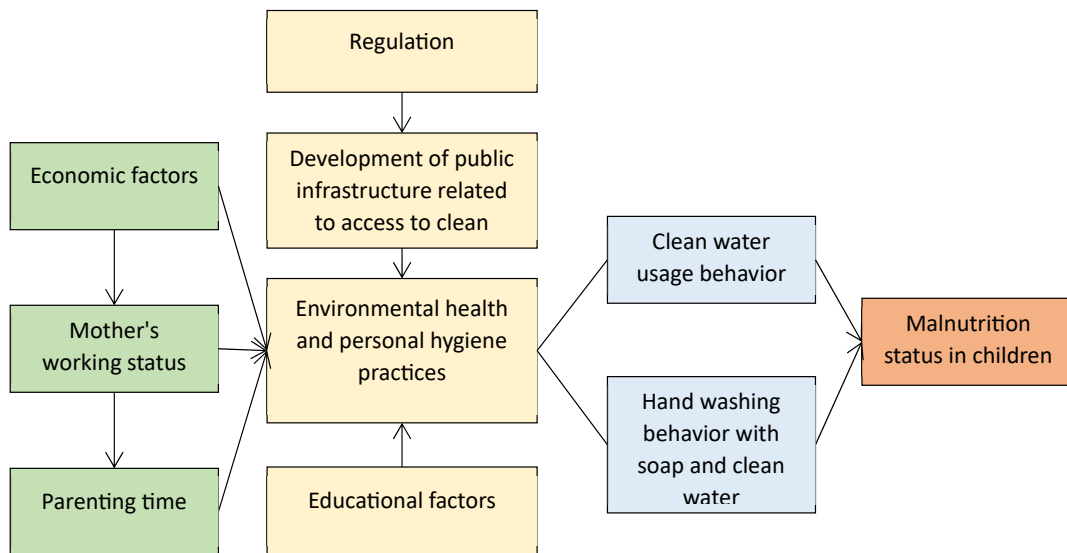 Regulation
Economic factors
Development of public
infrastructure related
to access to clean
Mother's
working status
Environmental health
and personal hygiene
practices
Parenting time
Educational factors
Clean water
usage behavior
Hand washing
behavior with
soap and clean
water
Malnutrition
status in children